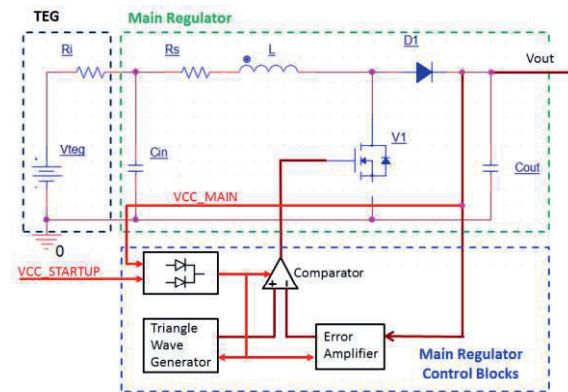 TEG
Main Regulator
Ri
Rs
L
D1
Vout
Vteg
Cin
V1
Cout
VCC_MAIN
0
VCC_STARTUP
Comparator
+ -
Triangle
Wave
Generator
Error
Amplifier
Main Regulator
Control Blocks